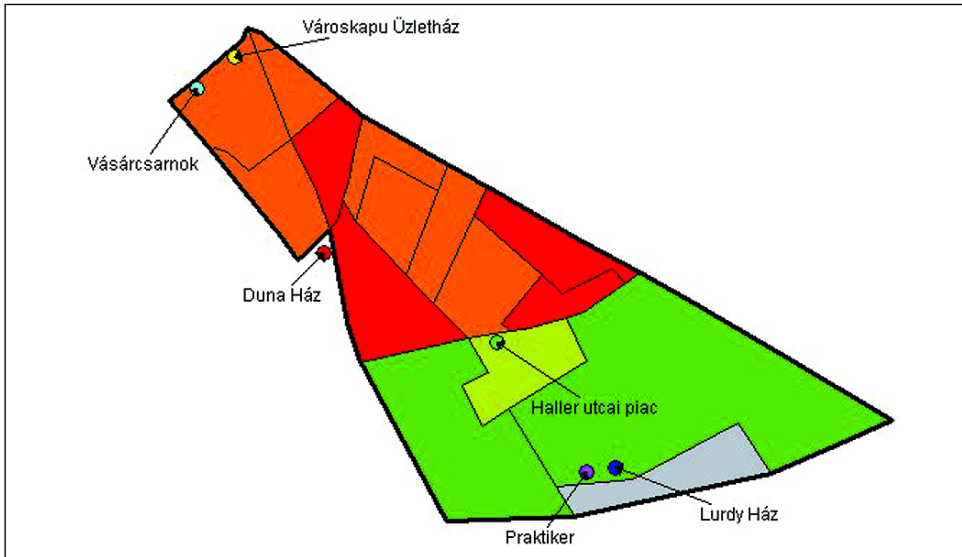 Városkapu Üzletház
Vásárcsarnok
Duna Ház
Haller utcai piac
Lurdy Ház
Praktiker